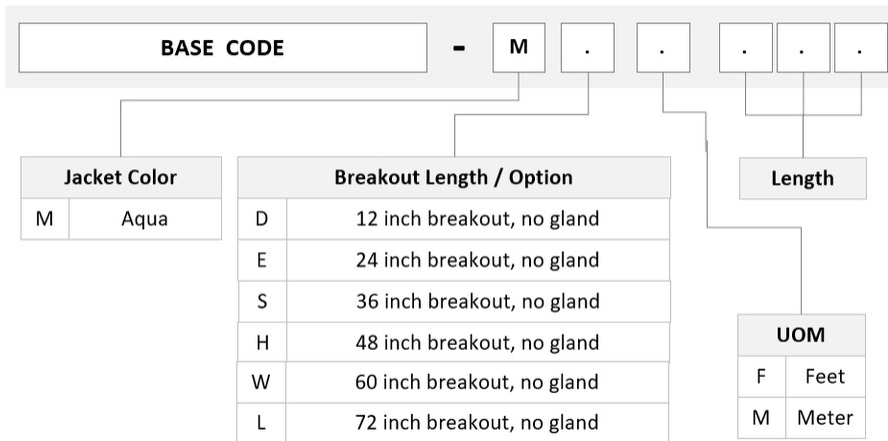 BASE CODE - M . . . . .
Jacket Color
M Aqua
Breakout Length / Option
D 12 inch breakout, no gland
E 24 inch breakout, no gland
S 36 inch breakout, no gland
H 48 inch breakout, no gland
W 60 inch breakout, no gland
L 72 inch breakout, no gland
Length
UOM
F Feet
M Meter